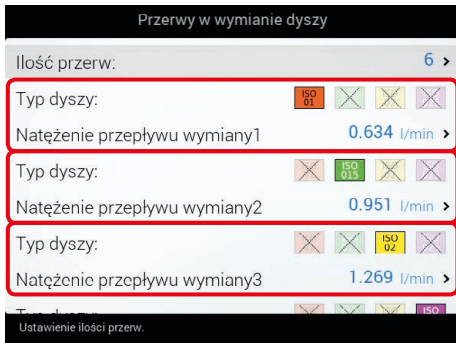 Przerwy w wymianie dyszy
Ilość przerw: 6 >
Typ dyszy: ISO 01
Natężenie przepływu wymiany1 0.634 l/min >
Typ dyszy: ISO 015
Natężenie przepływu wymiany2 0.951 l/min >
Typ dyszy: ISO 02
Natężenie przepływu wymiany3 1.269 l/min >
Typ dyszy: ISO
Ustawienie ilości przerw.